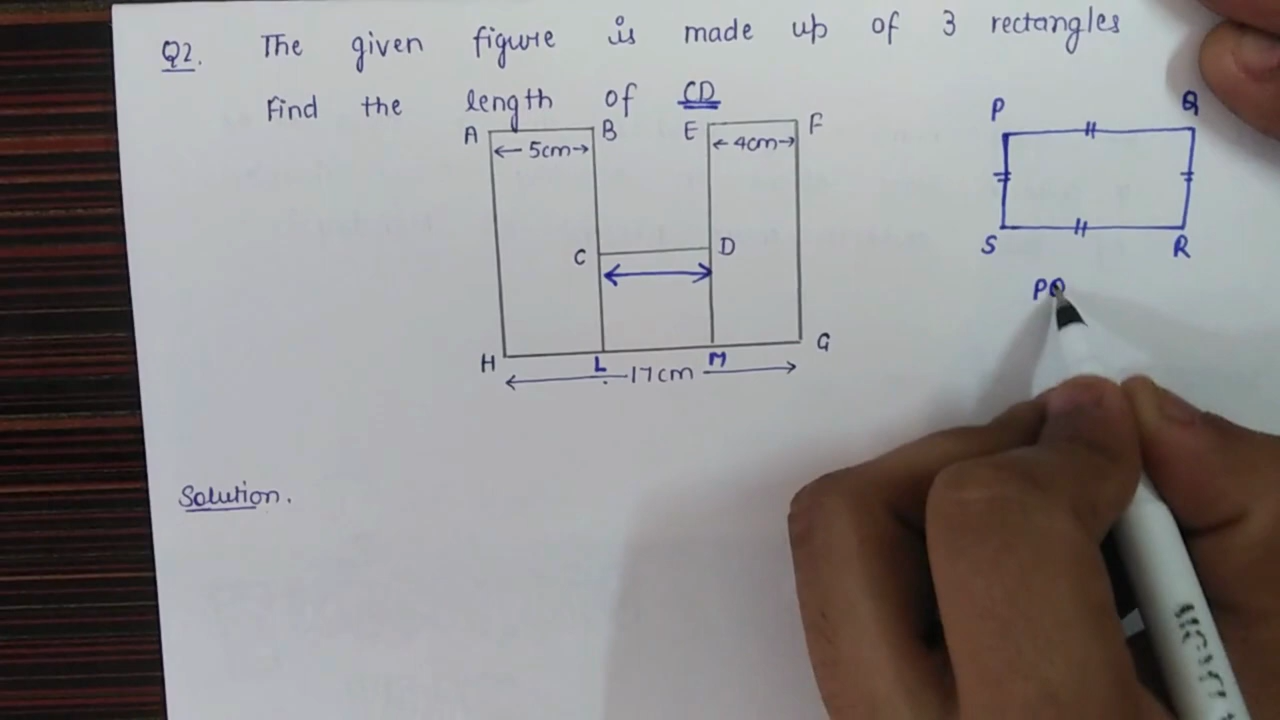 Q2. The given figure is made up of 3 rectangles
Find the length of CD
A B E F
← 5cm→ ←4cm→
P Q
C D
S R
PQ
H L M G
17cm
Solution.